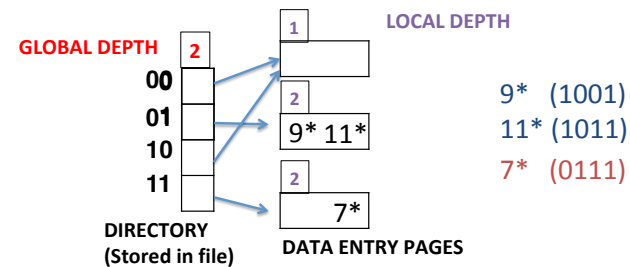 GLOBAL DEPTH 2
1 LOCAL DEPTH
00
01
10
11
2
9* 11*
2
7*
DIRECTORY
(Stored in file)
DATA ENTRY PAGES
9* (1001)
11* (1011)
7* (0111)